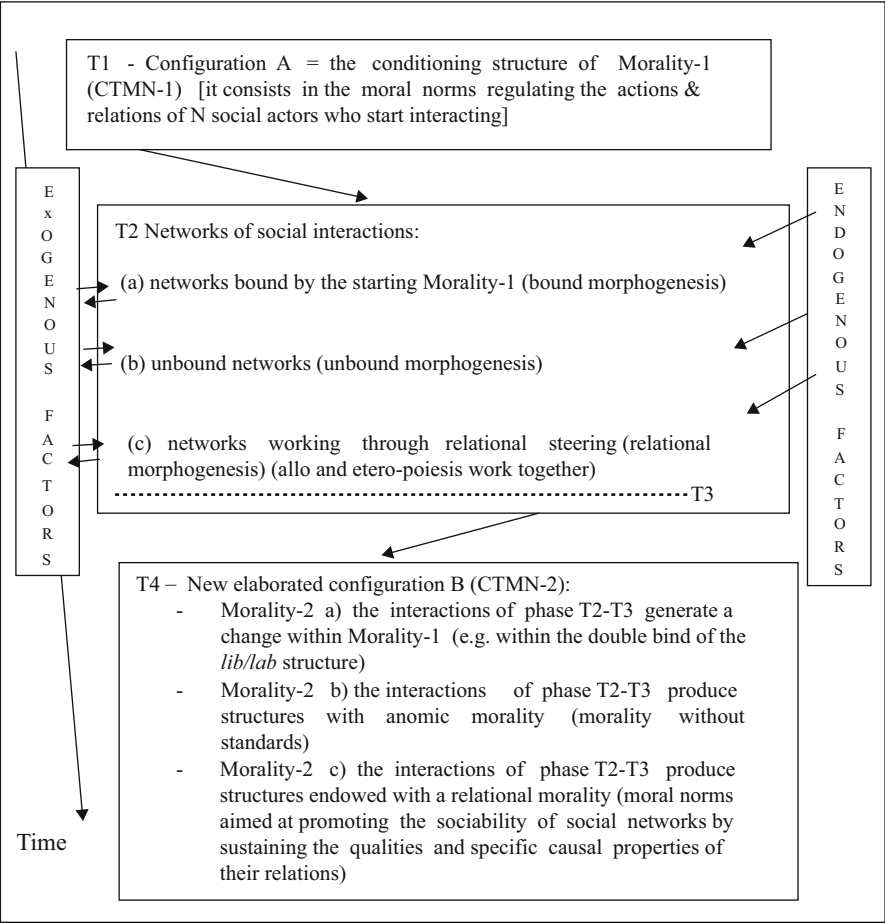 T1 - Configuration A = the conditioning structure of Morality-1
(CTMN-1) [it consists in the moral norms regulating the actions &
relations of N social actors who start interacting]
ExOGENOUS FACTORS
T2 Networks of social interactions:
(a) networks bound by the starting Morality-1 (bound morphogenesis)
(b) unbound networks (unbound morphogenesis)
(c) networks working through relational steering (relational
morphogenesis) (allo and etero-poiesis work together)
T3
ENDOGENOUS FACTORS
T4 – New elaborated configuration B (CTMN-2):
- Morality-2 a) the interactions of phase T2-T3 generate a
change within Morality-1 (e.g. within the double bind of the
lib/lab structure)
- Morality-2 b) the interactions of phase T2-T3 produce
structures with anomic morality (morality without
standards)
- Morality-2 c) the interactions of phase T2-T3 produce
structures endowed with a relational morality (moral norms
aimed at promoting the sociability of social networks by
sustaining the qualities and specific causal properties of
their relations)
Time